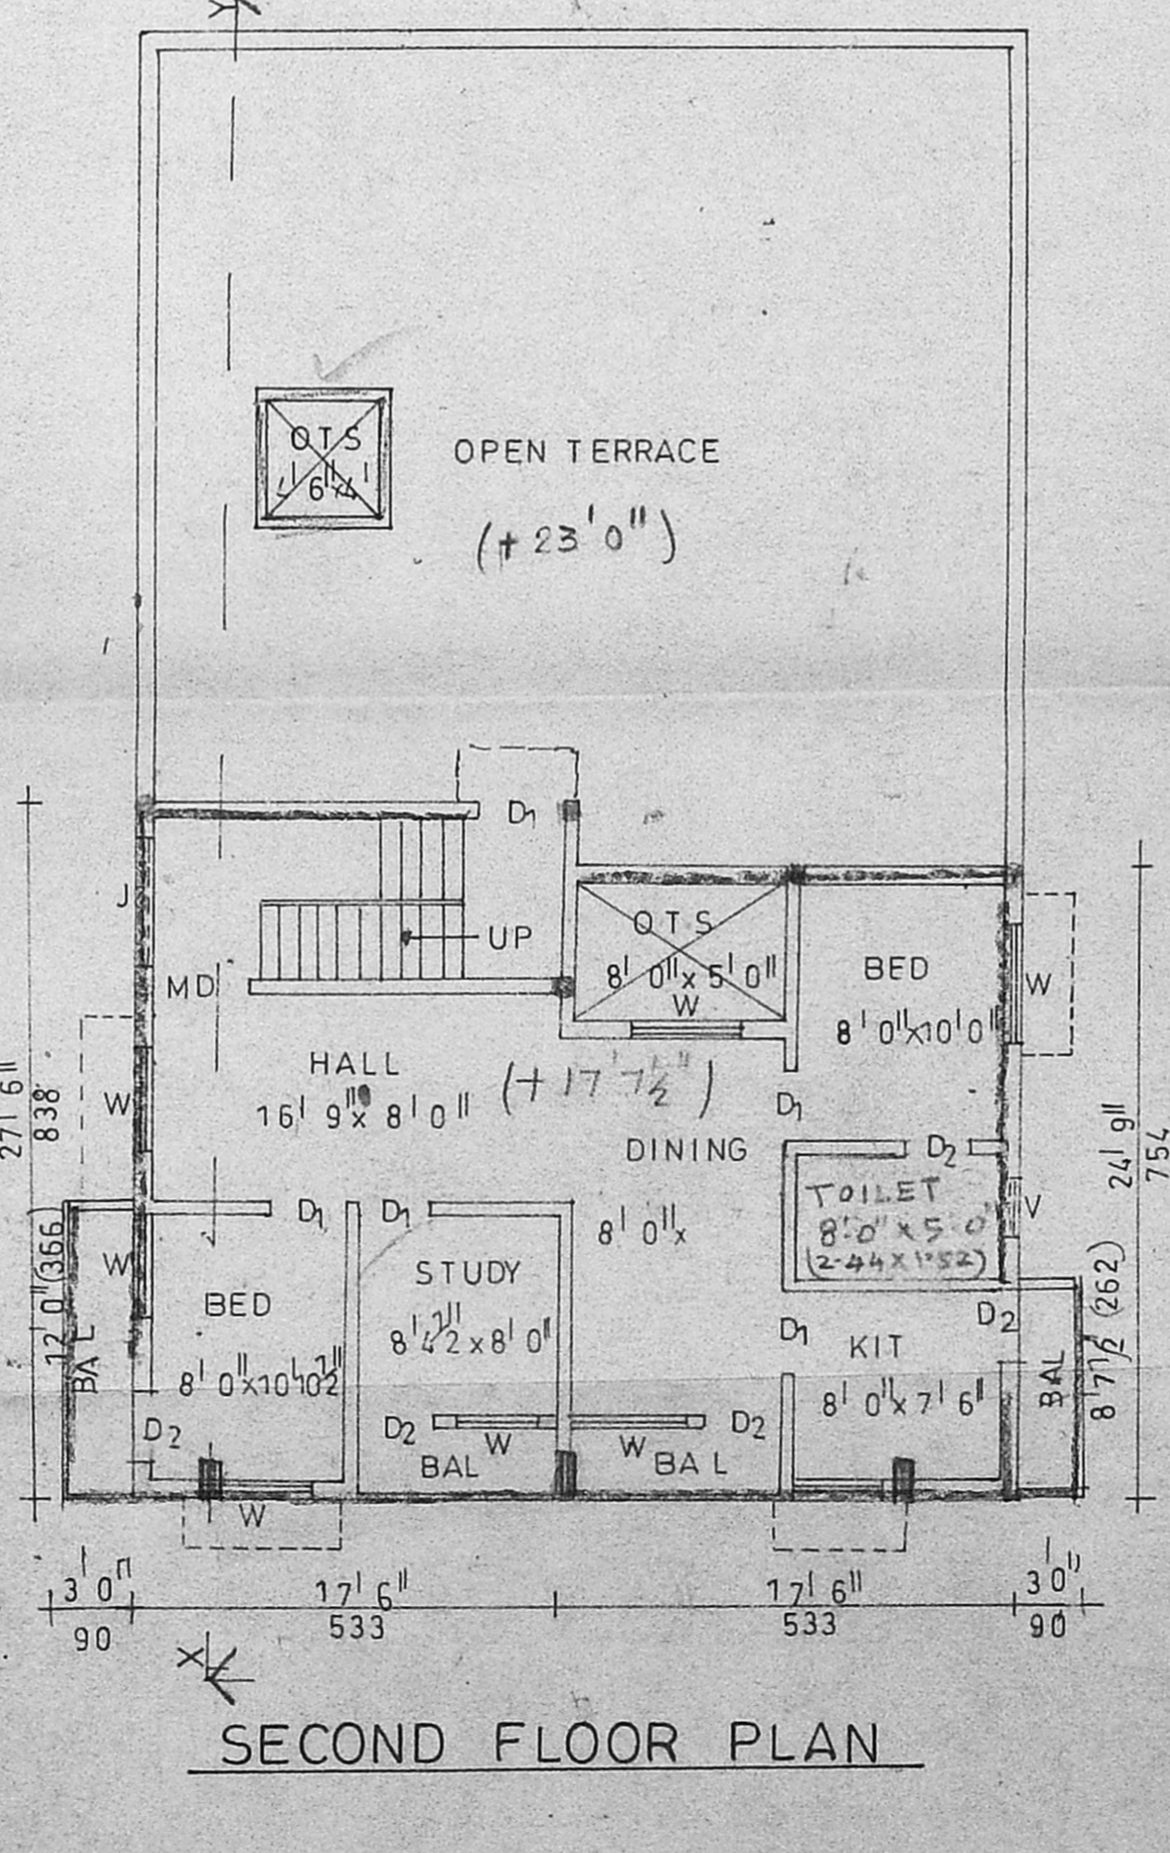 Y
OTS
6"x4'
OPEN TERRACE
(+23'0")
D1
J
UP
OTS
8'0"x5'0"
W
MD
BED
8'0"x10'0"
W
HALL
16'9"x8'0"
(+17'7½")
W
D1
DINING
8'0"x
D2
TOILET
8'0"x5'0"
(2.44x1.52)
V
27'6"
838
24'9"
754
D1
D1
W
12'0"(366)
BAL
BED
8'0"x10'10½"
STUDY
8'4½"x8'0"
D1
KIT
8'0"x7'6"
D2
BAL
8'7½(262)
D2
D2
W
BAL
W
BAL
D2
W
3'0"
90
17'6"
533
17'6"
533
3'0"
90
X
SECOND FLOOR PLAN